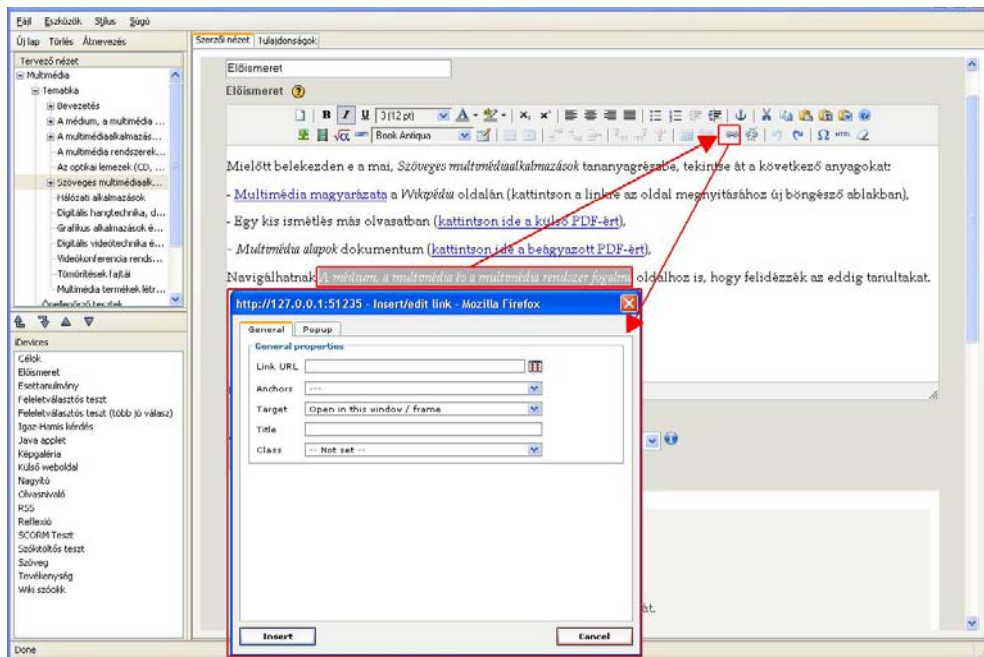 Fájl Eszközök Stílus Súgó
Új lap Törlés Átnevezés
Szerzői nézet Tulajdonságok
Tervező nézet
Multimédia
Tematika
Bevezetés
A médium, a multimédia ...
A multimédiaalkalmazás...
A multimédia rendszerek...
Az optikai lemezek (CD, ...
Szöveges multimédiaalk...
Hálózati alkalmazások
Digitális hangtechnika, d...
Grafikus alkalmazások é...
Digitális videótechnika é...
Videókonferencia rends...
Tömörítések fajtái
Multimédia termékek létr...
Önellenőrző tesztek
iDevices
Célok
Előismeret
Esettanulmány
Feleletválasztós teszt
Feleletválasztós teszt (több jó válasz)
Igaz-Hamis kérdés
Java applet
Képgaléria
Külső weboldal
Nagyító
Olvasnivaló
RSS
Reflexió
SCORM Teszt
Szókitöltős teszt
Szöveg
Tevékenység
Wiki szócikk
Előismeret
Előismeret
3 (12 pt)
Book Antiqua
Mielőtt belekezden e a mai, Szöveges multimédiaalkalmazások tananyagrészbe, tekintse át a következő anyagokat:
- Multimédia magyarázata a Wikipédia oldalán (kattintson a linkre az oldal megnyitásához új böngésző ablakban),
- Egy kis ismétlés más olvasatban (kattintson ide a külső PDF-ért),
- Multimédia alapok dokumentum (kattintson ide a beágyazott PDF-ért),
Navigálhatnak A médium, a multimédia és a multimédia rendszer fogalma oldalhoz is, hogy felidézzék az eddig tanultakat.
http://127.0.0.1:51235 - Insert/edit link - Mozilla Firefox
General Popup
General properties
Link URL
Anchors ---
Target Open in this window / frame
Title
Class -- Not set --
Insert Cancel
át.
Done